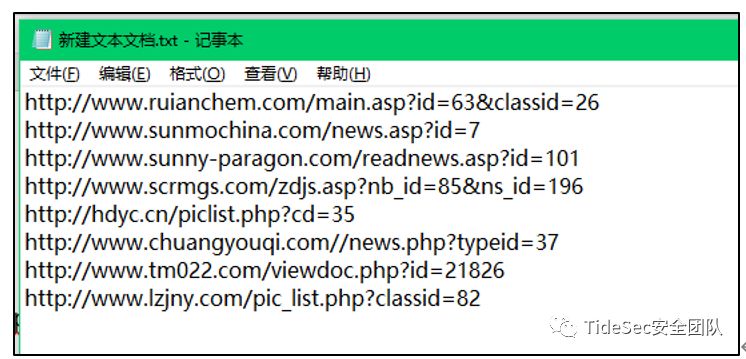 新建文本文档.txt - 记事本
文件(F) 编辑(E) 格式(O) 查看(V) 帮助(H)
http://www.ruianchem.com/main.asp?id=63&classid=26
http://www.sunmochina.com/news.asp?id=7
http://www.sunny-paragon.com/readnews.asp?id=101
http://www.scrmgs.com/zdjs.asp?nb_id=85&ns_id=196
http://hdyc.cn/piclist.php?cd=35
http://www.chuangyouqi.com//news.php?typeid=37
http://www.tm022.com/viewdoc.php?id=21826
http://www.lzjny.com/pic_list.php?classid=82
TideSec安全团队